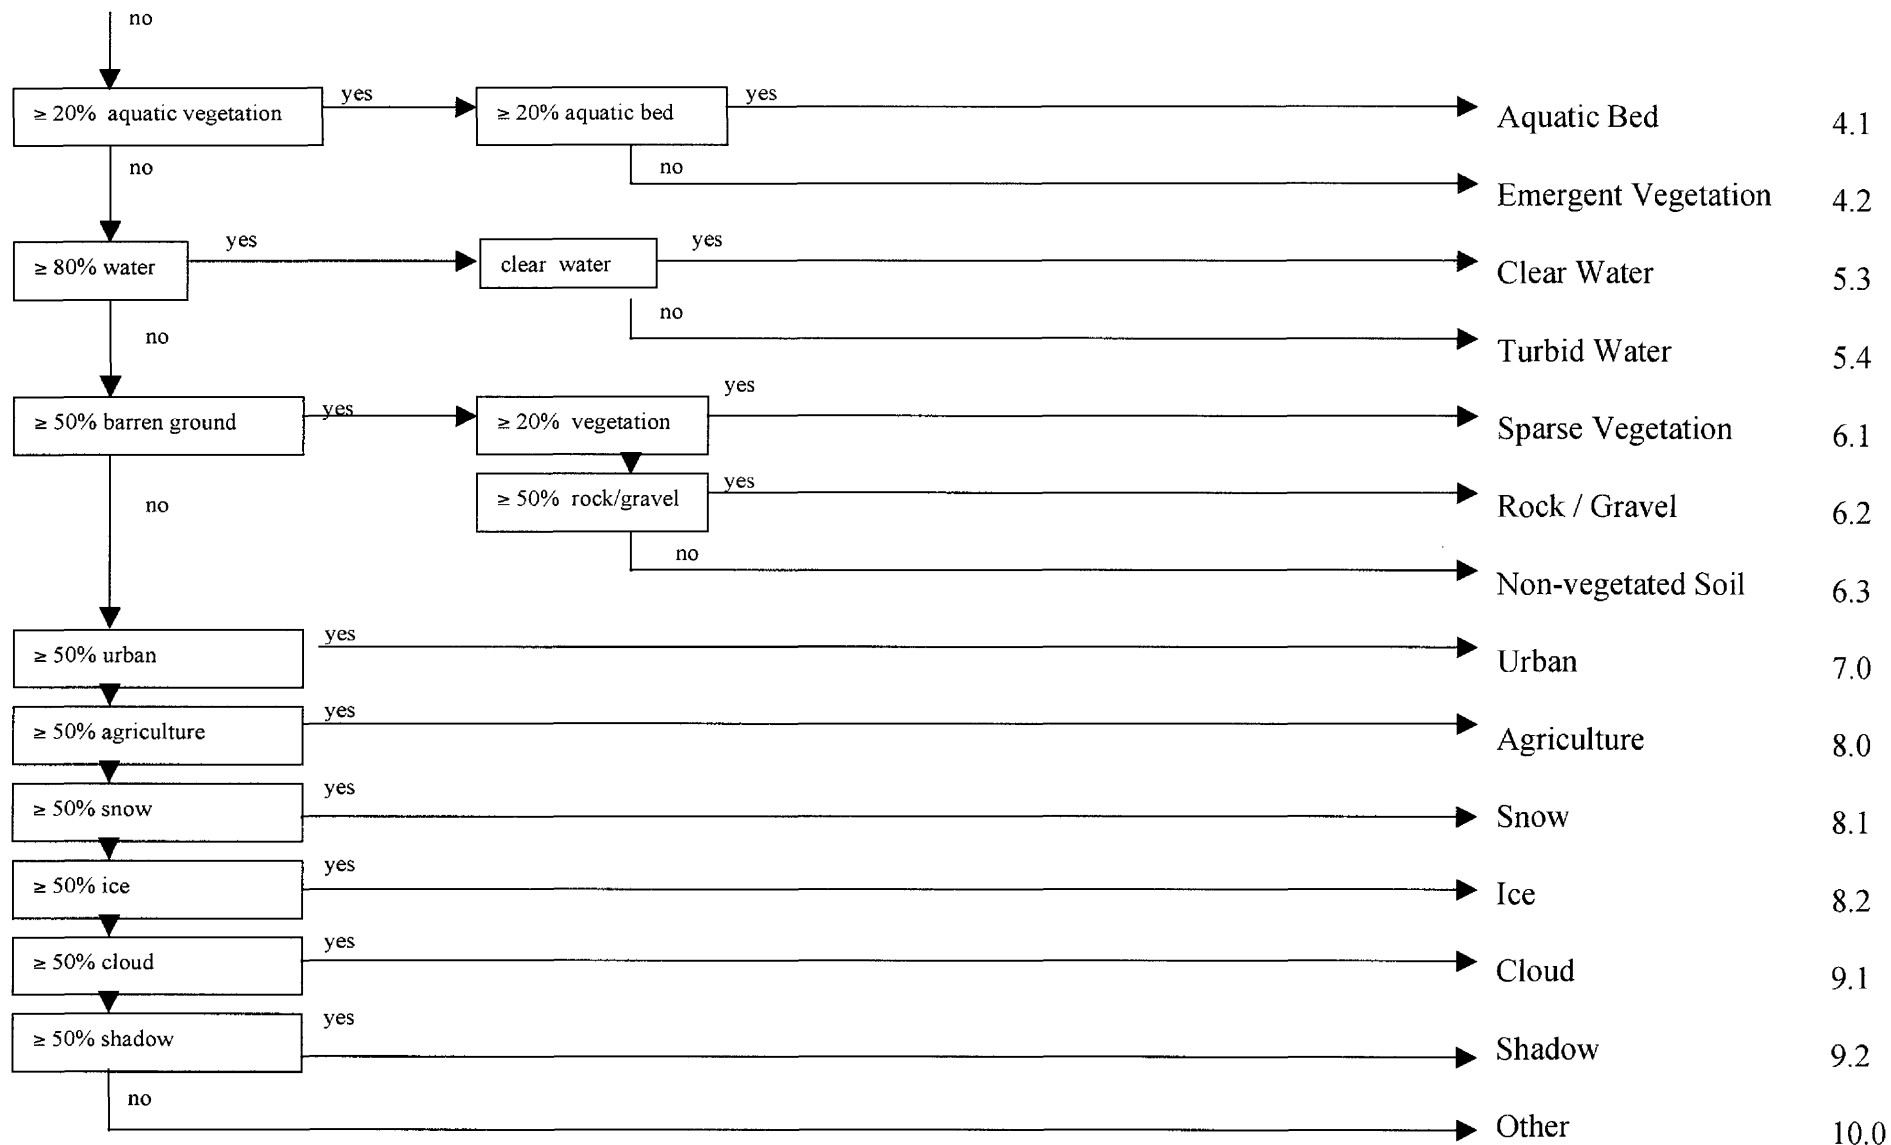 no
≥ 20% aquatic vegetation yes ≥ 20% aquatic bed yes Aquatic Bed 4.1
no no Emergent Vegetation 4.2
≥ 80% water yes clear water yes Clear Water 5.3
no no Turbid Water 5.4
≥ 50% barren ground yes ≥ 20% vegetation yes Sparse Vegetation 6.1
no ≥ 50% rock/gravel yes Rock / Gravel 6.2
no Non-vegetated Soil 6.3
≥ 50% urban yes Urban 7.0
≥ 50% agriculture yes Agriculture 8.0
≥ 50% snow yes Snow 8.1
≥ 50% ice yes Ice 8.2
≥ 50% cloud yes Cloud 9.1
≥ 50% shadow yes Shadow 9.2
no Other 10.0